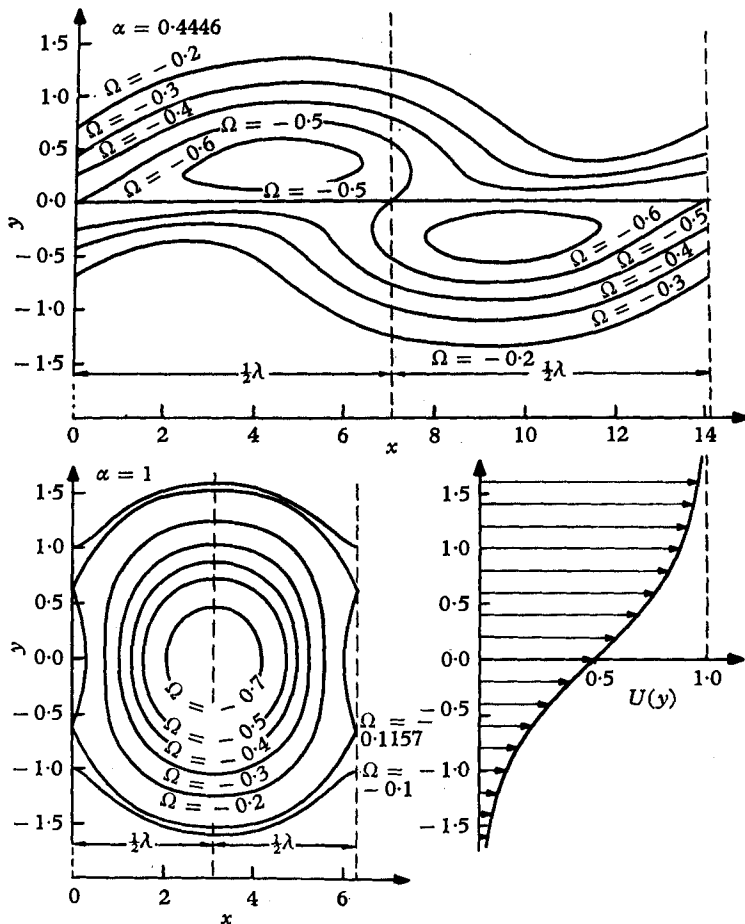 α = 0·4446
1·5
1·0
0·5
0·0
y
− 0·5
− 1·0
− 1·5
Ω = − 0·2
Ω = − 0·3
Ω = − 0·4
Ω = − 0·5
Ω = − 0·6
Ω = − 0·5
Ω = − 0·6
Ω = − 0·5
Ω = − 0·4
Ω = − 0·3
Ω = − 0·2
½λ
½λ
0
2
4
6
x
8
10
12
14
α = 1
1·5
1·0
0·5
0·0
y
− 0·5
− 1·0
− 1·5
Ω = − 0·7
Ω = − 0·5
Ω = − 0·4
Ω = − 0·3
Ω = − 0·2
Ω = −
0·1157
Ω = −
− 0·1
½λ
½λ
0
2
4
6
x
1·5
1·0
0·5
0·0
− 0·5
− 1·0
− 1·5
0·5
1·0
U(y)